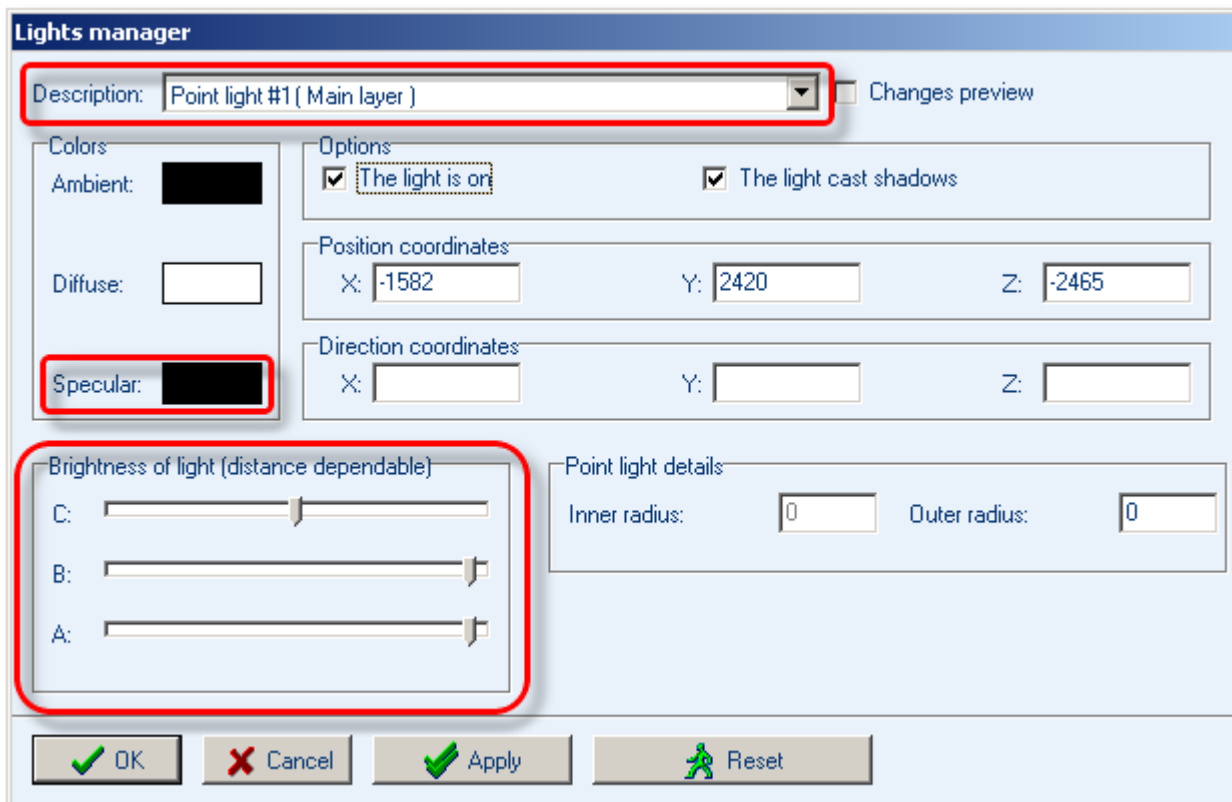 Lights manager
Description: Point light #1 ( Main layer ) Changes preview
Colors
Ambient:
Diffuse:
Specular:
Options
The light is on The light cast shadows
Position coordinates
X: -1582 Y: 2420 Z: -2465
Direction coordinates
X: Y: Z:
Brightness of light (distance dependable)
C:
B:
A:
Point light details
Inner radius: 0 Outer radius: 0
OK Cancel Apply Reset